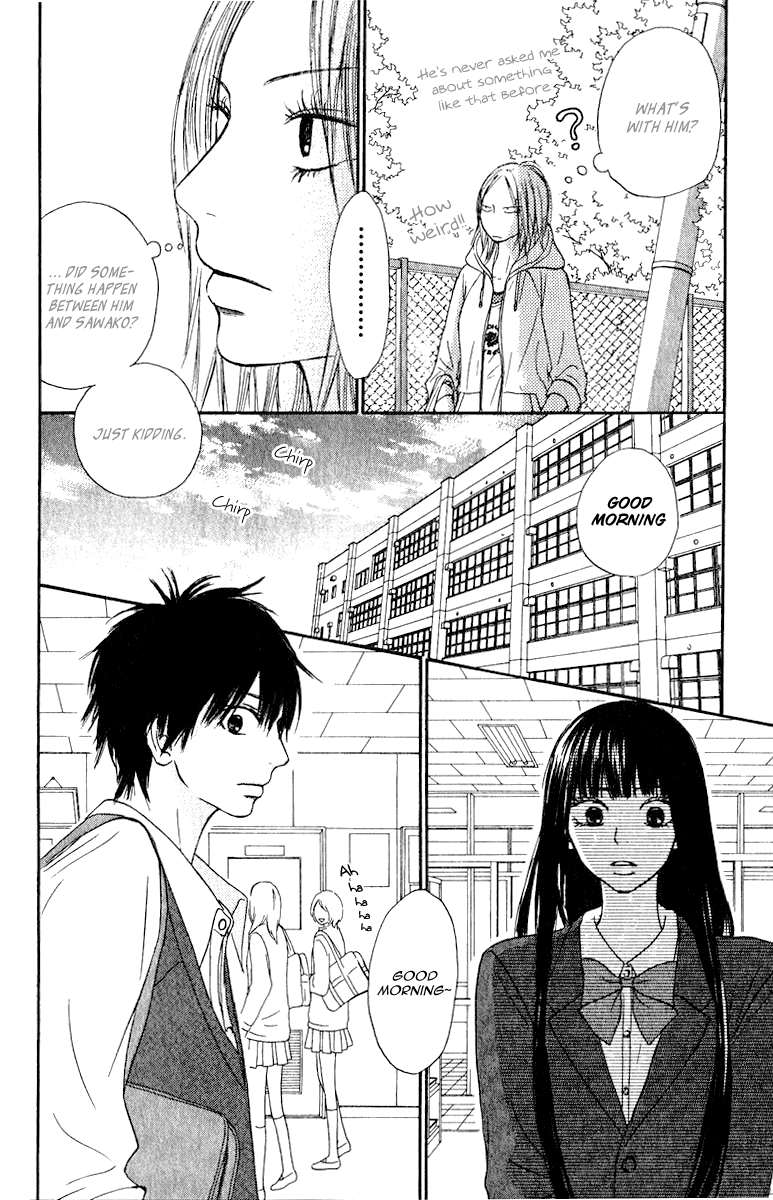 WHAT'S
WITH HIM?
He's never asked me
about something
like that Before
?
How
weird!!
... DID SOME-
THING HAPPEN
BETWEEN HIM
AND SAWAKO?
JUST KIDDING.
GOOD
MORNING
Chirp
Chirp
GOOD
MORNING~
Ah
ha
ha
ha
ha